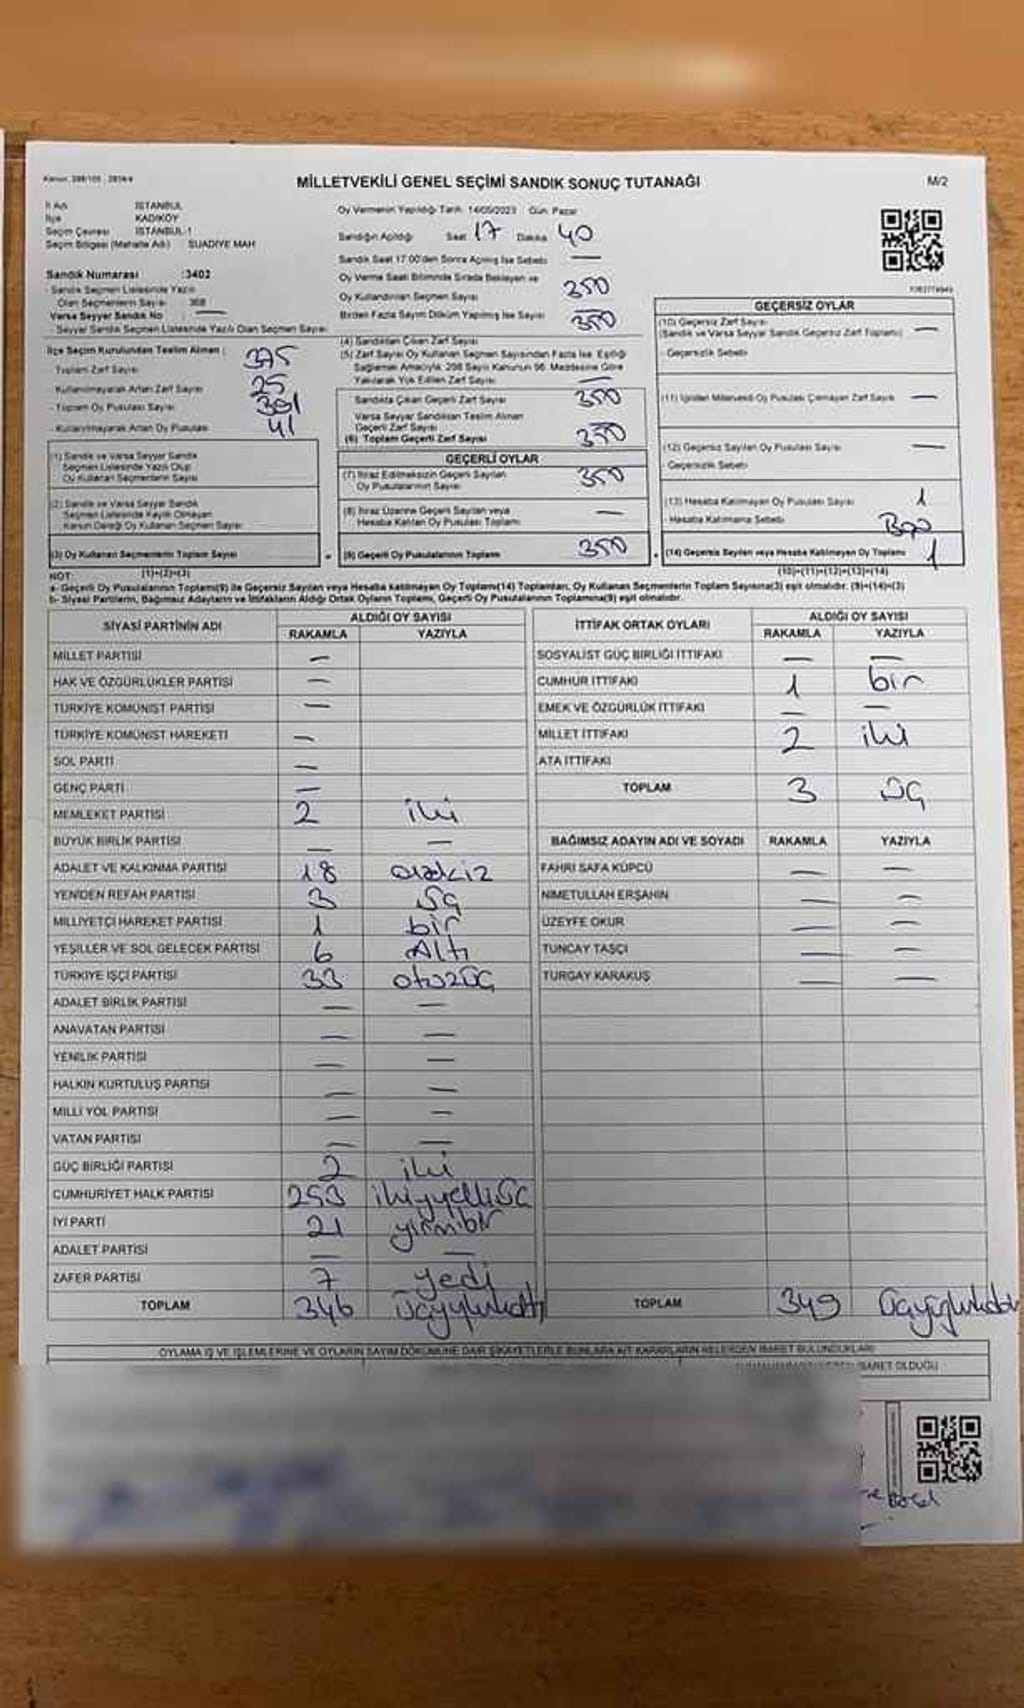 Kanun: 298/105 , 2839/4
MİLLETVEKİLİ GENEL SEÇİMİ SANDIK SONUÇ TUTANAĞI
M/2
İl Adı İSTANBUL
İlçe KADIKÖY
Seçim Çevresi İSTANBUL-1
Seçim Bölgesi (Mahalle Adı) SUADİYE MAH
Sandık Numarası :3402
- Sandık Seçmen Listesinde Yazılı
Olan Seçmenlerin Sayısı 368
Varsa Seyyar Sandık No —
- Seyyar Sandık Seçmen Listesinde Yazılı Olan Seçmen Sayısı
İlçe Seçim Kurulundan Teslim Alınan :
- Toplam Zarf Sayısı 375
- Kullanılmayarak Artan Zarf Sayısı 25
- Toplam Oy Pusulası Sayısı
- Kullanılmayarak Artan Oy Pusulası 41
(1) Sandık ve Varsa Seyyar Sandık
Seçmen Listesinde Yazılı Olup
Oy Kullanan Seçmenlerin Sayısı
(2) Sandık ve Varsa Seyyar Sandık
Seçmen Listesinde Kayıtlı Olmayan
Kanun Gereği Oy Kullanan Seçmen Sayısı
(3) Oy Kullanan Seçmenlerin Toplam Sayısı
(1)+(2)=(3)
Oy Vermenin Yapıldığı Tarih: 14/05/2023 Gün: Pazar
Sandığın Açıldığı Saat 17 Dakika 40
Sandık Saat 17.00'den Sonra Açılmış İse Sebebi —
Oy Verme Saati Bitiminde Sırada Bekleyen ve
Oy Kullandırılan Seçmen Sayısı 350
Birden Fazla Sayım Döküm Yapılmış İse Sayısı 350
(4) Sandıktan Çıkan Zarf Sayısı
(5) Zarf Sayısı Oy Kullanan Seçmen Sayısından Fazla İse, Eşitliği
Sağlamak Amacıyla, 298 Sayılı Kanunun 98. Maddesine Göre
Yakılarak Yok Edilen Zarf Sayısı —
Sandıkta Çıkan Geçerli Zarf Sayısı 350
Varsa Seyyar Sandıktan Teslim Alınan
Geçerli Zarf Sayısı
(6) Toplam Geçerli Zarf Sayısı 350
GEÇERLİ OYLAR
(7) İtiraz Edilmeksizin Geçerli Sayılan
Oy Pusulalarının Sayısı 350
(8) İtiraz Üzerine Geçerli Sayılan veya
Hesaba Katılan Oy Pusulası Toplamı —
(9) Geçerli Oy Pusulalarının Toplamı 350
GEÇERSİZ OYLAR
(10) Geçersiz Zarf Sayısı
(Sandık ve Varsa Seyyar Sandık Geçersiz Zarf Toplamı) —
- Geçersizlik Sebebi
(11) İçinden Milletvekili Oy Pusulası Çıkmayan Zarf Sayısı —
(12) Geçersiz Sayılan Oy Pusulası Sayısı —
- Geçersizlik Sebebi
(13) Hesaba Katılmayan Oy Pusulası Sayısı 1
- Hesaba Katılmama Sebebi Boş
(14) Geçersiz Sayılan veya Hesaba Katılmayan Oy Toplamı 1
(10)+(11)+(12)+(13)=(14)
NOT:
a- Geçerli Oy Pusulası Toplamı(9) ile Geçersiz Sayılan veya Hesaba katılmayan Oy Toplamı(14) Toplamları, Oy Kullanan Seçmenlerin Toplam Sayısına(3) eşit olmalıdır. (9)+(14)=(3)
b- Siyasi Partilerin, Bağımsız Adayların ve İttifakların Aldığı Ortak Oyların Toplamı, Geçerli Oy Pusulalarının Toplamına(9) eşit olmalıdır.
SİYASİ PARTİNİN ADI ALDIĞI OY SAYISI
RAKAMLA YAZIYLA
MİLLET PARTİSİ —
HAK VE ÖZGÜRLÜKLER PARTİSİ —
TÜRKİYE KOMÜNİST PARTİSİ —
TÜRKİYE KOMÜNİST HAREKETİ —
SOL PARTİ —
GENÇ PARTİ —
MEMLEKET PARTİSİ 2 iki
BÜYÜK BİRLİK PARTİSİ — —
ADALET VE KALKINMA PARTİSİ 18 onsekiz
YENİDEN REFAH PARTİSİ 3 üç
MİLLİYETÇİ HAREKET PARTİSİ 1 bir
YEŞİLLER VE SOL GELECEK PARTİSİ 6 Altı
TÜRKİYE İŞÇİ PARTİSİ 33 otuzüç
ADALET BİRLİK PARTİSİ — —
ANAVATAN PARTİSİ — —
YENİLİK PARTİSİ — —
HALKIN KURTULUŞ PARTİSİ — —
MİLLİ YOL PARTİSİ — —
VATAN PARTİSİ — —
GÜÇ BİRLİĞİ PARTİSİ 2 iki
CUMHURİYET HALK PARTİSİ 253 ikiyüzelliüç
İYİ PARTİ 21 yirmibir
ADALET PARTİSİ — —
ZAFER PARTİSİ 7 yedi
TOPLAM 346 üçyüzkırkaltı
İTTİFAK ORTAK OYLARI ALDIĞI OY SAYISI
RAKAMLA YAZIYLA
SOSYALİST GÜÇ BİRLİĞİ İTTİFAKI — —
CUMHUR İTTİFAKI 1 bir
EMEK VE ÖZGÜRLÜK İTTİFAKI — —
MİLLET İTTİFAKI 2 iki
ATA İTTİFAKI
TOPLAM 3 üç
BAĞIMSIZ ADAYIN ADI VE SOYADI RAKAMLA YAZIYLA
FAHRİ SAFA KÜPCÜ — —
NİMETULLAH ERŞAHİN — —
ÜZEYFE OKUR — —
TUNCAY TAŞÇI — —
TURGAY KARAKUŞ — —
TOPLAM 349
OYLAMA İŞ VE İŞLEMLERİNE VE OYLARIN SAYIM DÖKÜMÜNE DAİR ŞİKAYETLERLE BUNLARA AİT KARARLARIN NELERDEN İBARET BULUNDUKLARI
İBARET OLDUĞU